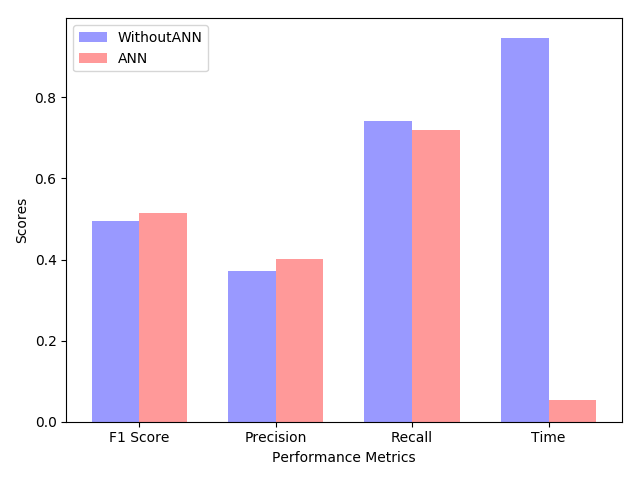 WithoutANN
ANN
Scores
0.8
0.6
0.4
0.2
0.0
F1 Score Precision Recall Time
Performance Metrics